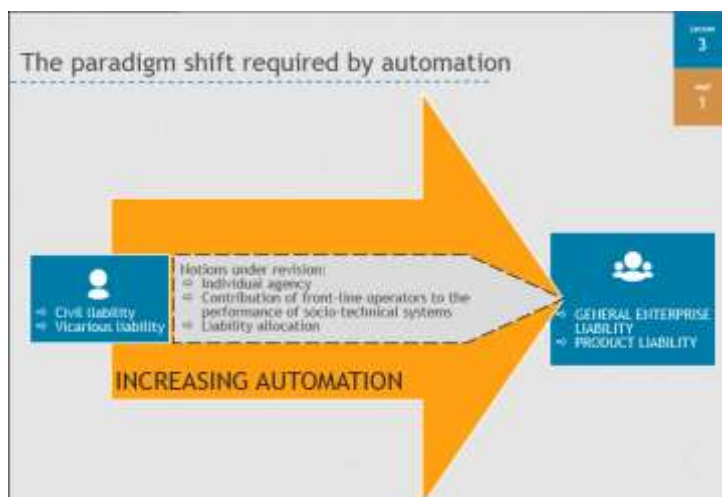 The paradigm shift required by automation
3
1
Notions under revision:
⇨ Individual agency
⇨ Contribution of front-line operators to the
performance of socio-technical systems
⇨ Liability allocation
⇨ Civil liability
⇨ Vicarious liability
⇨ GENERAL ENTERPRISE
LIABILITY
⇨ PRODUCT LIABILITY
INCREASING AUTOMATION